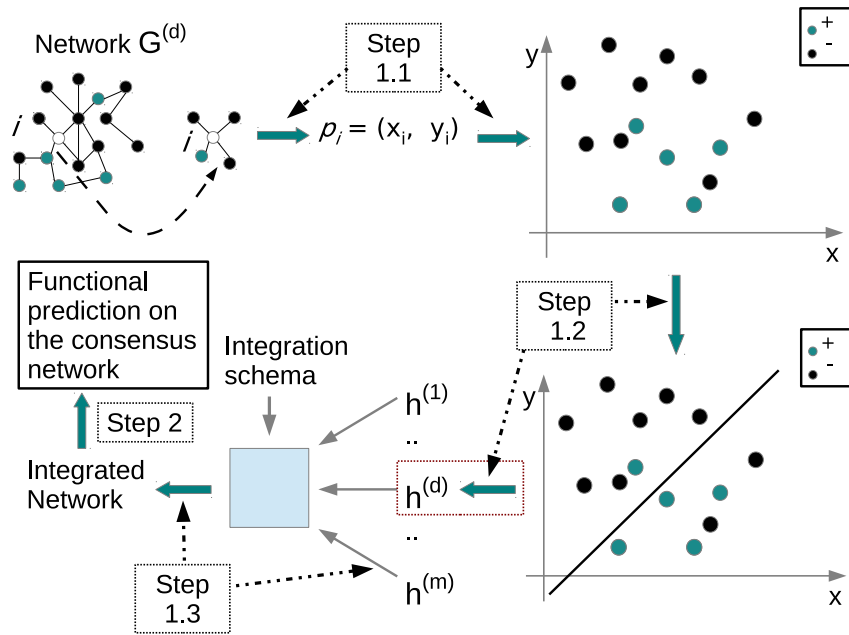 Network G(d)
i
i
Step
1.1
pi = (xi, yi)
y
x
+
-
Step
1.2
y
x
+
-
Functional
prediction on
the consensus
network
Step 2
Integrated
Network
Integration
schema
h(1)
..
h(d)
..
h(m)
Step
1.3